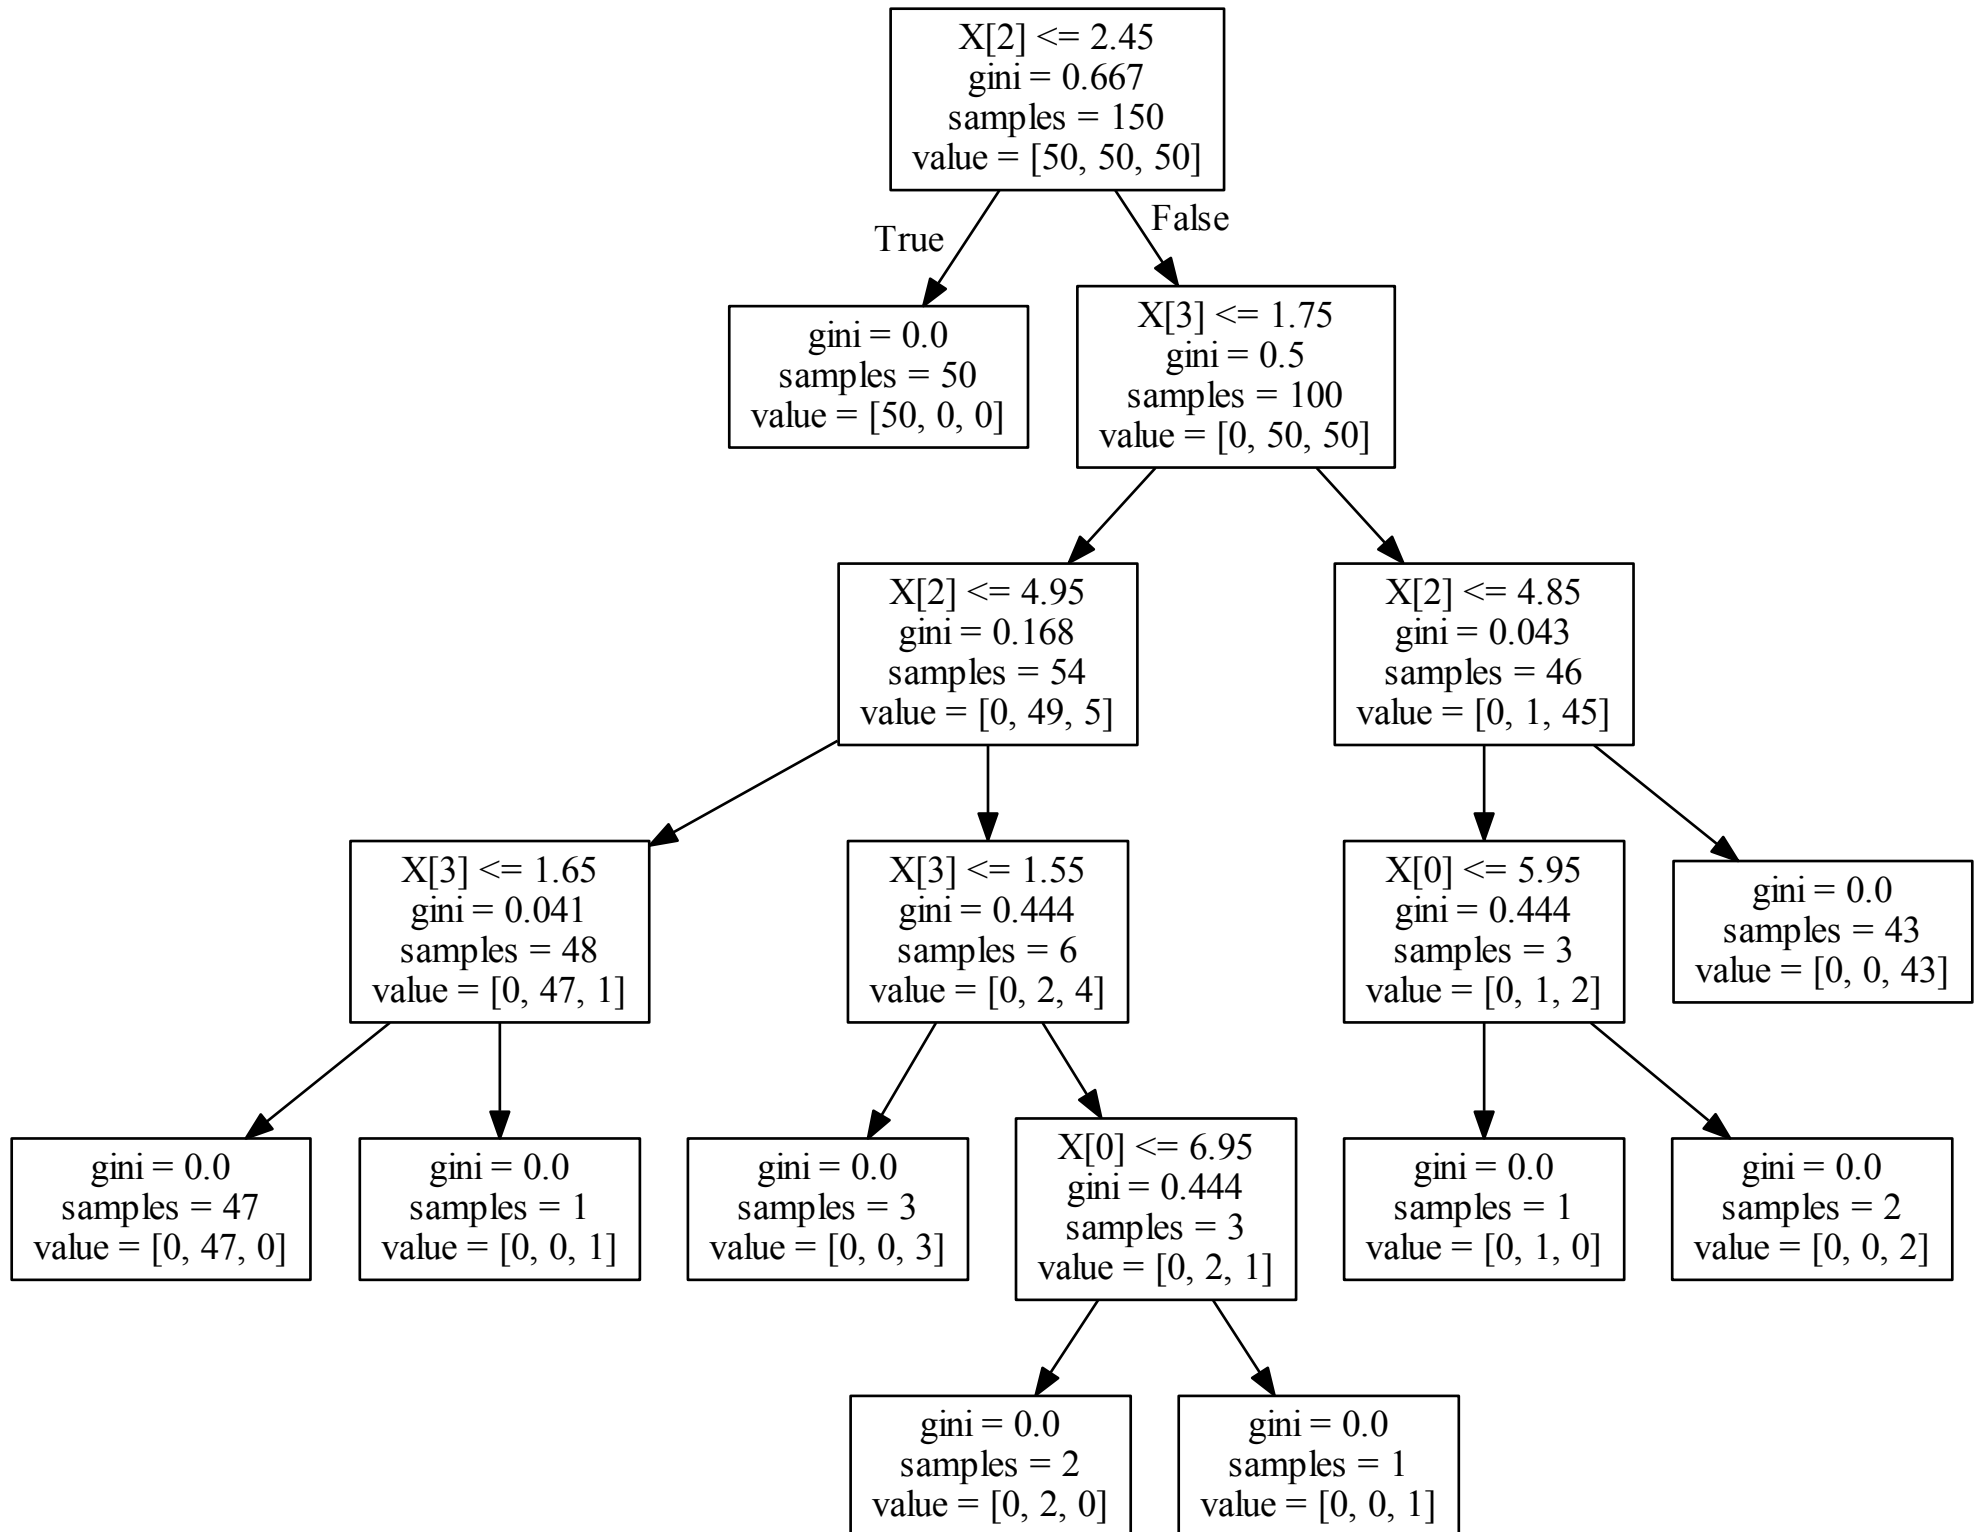 X[2] <= 2.45
gini = 0.667
samples = 150
value = [50, 50, 50]
True
False
gini = 0.0
samples = 50
value = [50, 0, 0]
X[3] <= 1.75
gini = 0.5
samples = 100
value = [0, 50, 50]
X[2] <= 4.95
gini = 0.168
samples = 54
value = [0, 49, 5]
X[2] <= 4.85
gini = 0.043
samples = 46
value = [0, 1, 45]
X[3] <= 1.65
gini = 0.041
samples = 48
value = [0, 47, 1]
X[3] <= 1.55
gini = 0.444
samples = 6
value = [0, 2, 4]
X[0] <= 5.95
gini = 0.444
samples = 3
value = [0, 1, 2]
gini = 0.0
samples = 43
value = [0, 0, 43]
gini = 0.0
samples = 47
value = [0, 47, 0]
gini = 0.0
samples = 1
value = [0, 0, 1]
gini = 0.0
samples = 3
value = [0, 0, 3]
X[0] <= 6.95
gini = 0.444
samples = 3
value = [0, 2, 1]
gini = 0.0
samples = 1
value = [0, 1, 0]
gini = 0.0
samples = 2
value = [0, 0, 2]
gini = 0.0
samples = 2
value = [0, 2, 0]
gini = 0.0
samples = 1
value = [0, 0, 1]